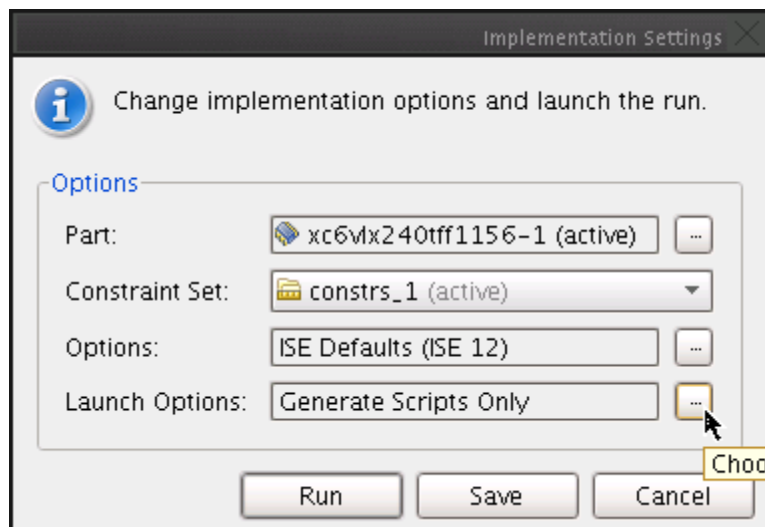 Implementation Settings
Change implementation options and launch the run.
Options
Part: xc6vlx240tff1156-1 (active) ...
Constraint Set: constrs_1 (active)
Options: ISE Defaults (ISE 12) ...
Launch Options: Generate Scripts Only ...
Choo
Run Save Cancel